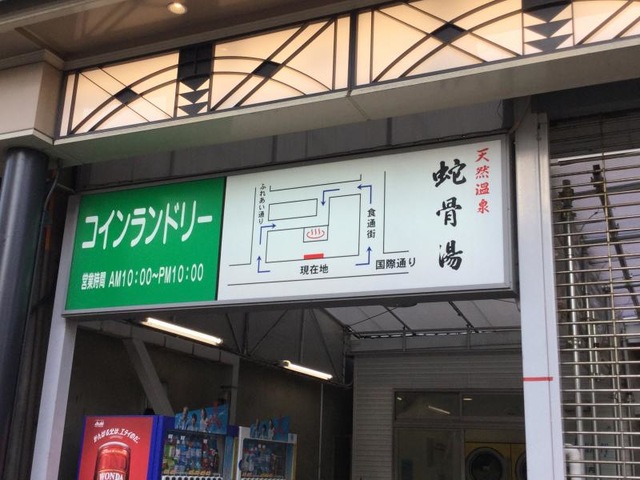 コインランドリー
営業時間 AM10:00~PM10:00
ふれあい通り
食通街
現在地
国際通り
天然温泉
蛇骨湯
Asahi
WONDA